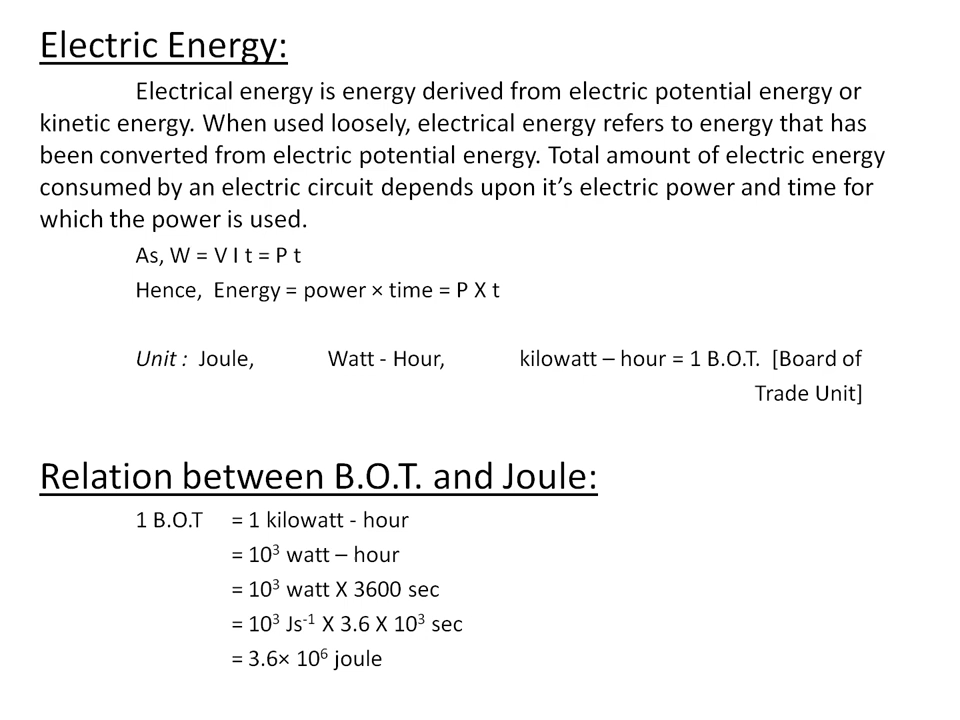 Electric Energy:
Electrical energy is energy derived from electric potential energy or
kinetic energy. When used loosely, electrical energy refers to energy that has
been converted from electric potential energy. Total amount of electric energy
consumed by an electric circuit depends upon it’s electric power and time for
which the power is used.
As, W = V I t = P t
Hence, Energy = power × time = P X t
Unit : Joule, Watt - Hour, kilowatt – hour = 1 B.O.T. [Board of
Trade Unit]
Relation between B.O.T. and Joule:
1 B.O.T = 1 kilowatt - hour
= 10³ watt – hour
= 10³ watt X 3600 sec
= 10³ Js⁻¹ X 3.6 X 10³ sec
= 3.6× 10⁶ joule